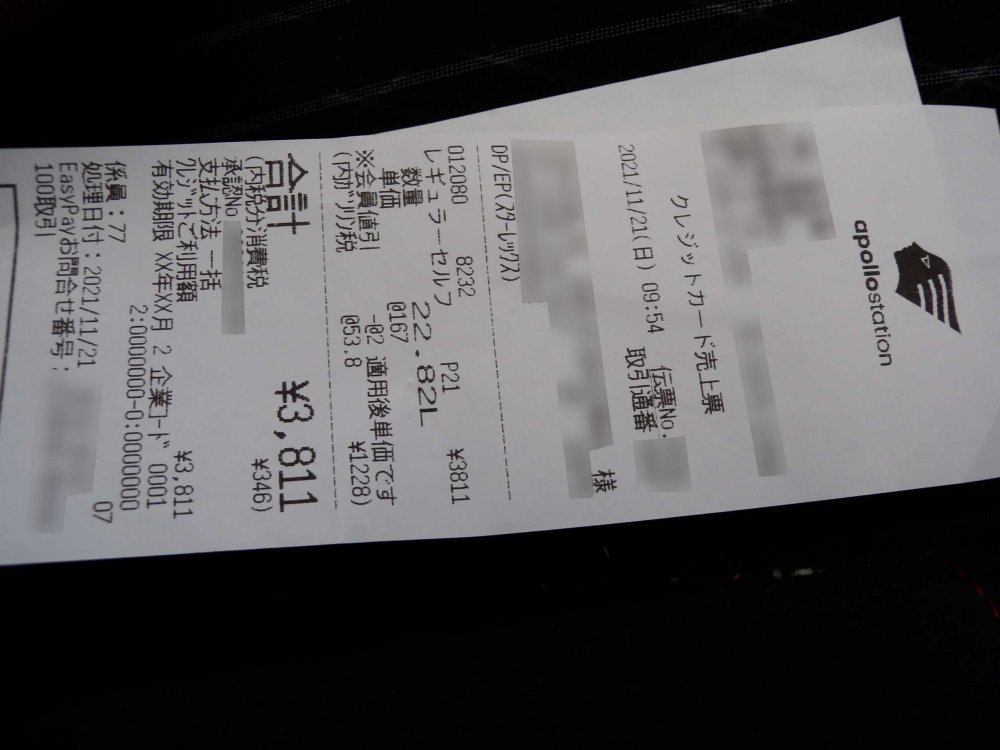 apollostation
クレジットカード売上票
2021/11/21(日) 09:54 伝票No.
取引通番
様
DP/EP(スターレックス)
012080 8232 P21 ¥3811
レギュラーセルフ
数量 22.82L
単価 @167
※会員値引 -@2 適用後単価です
(内ガソリン税 @53.8 ¥1228)
合計 ¥3,811
(内税分消費税 ¥346)
承認No
支払方法 一括
クレジットご利用額 ¥3,811
有効期限 XX年XX月 2 企業コード 0001
2:0000000-0:00000000
係員:77 07
処理日付:2021/11/21
EasyPayお問合せ番号:
100取引